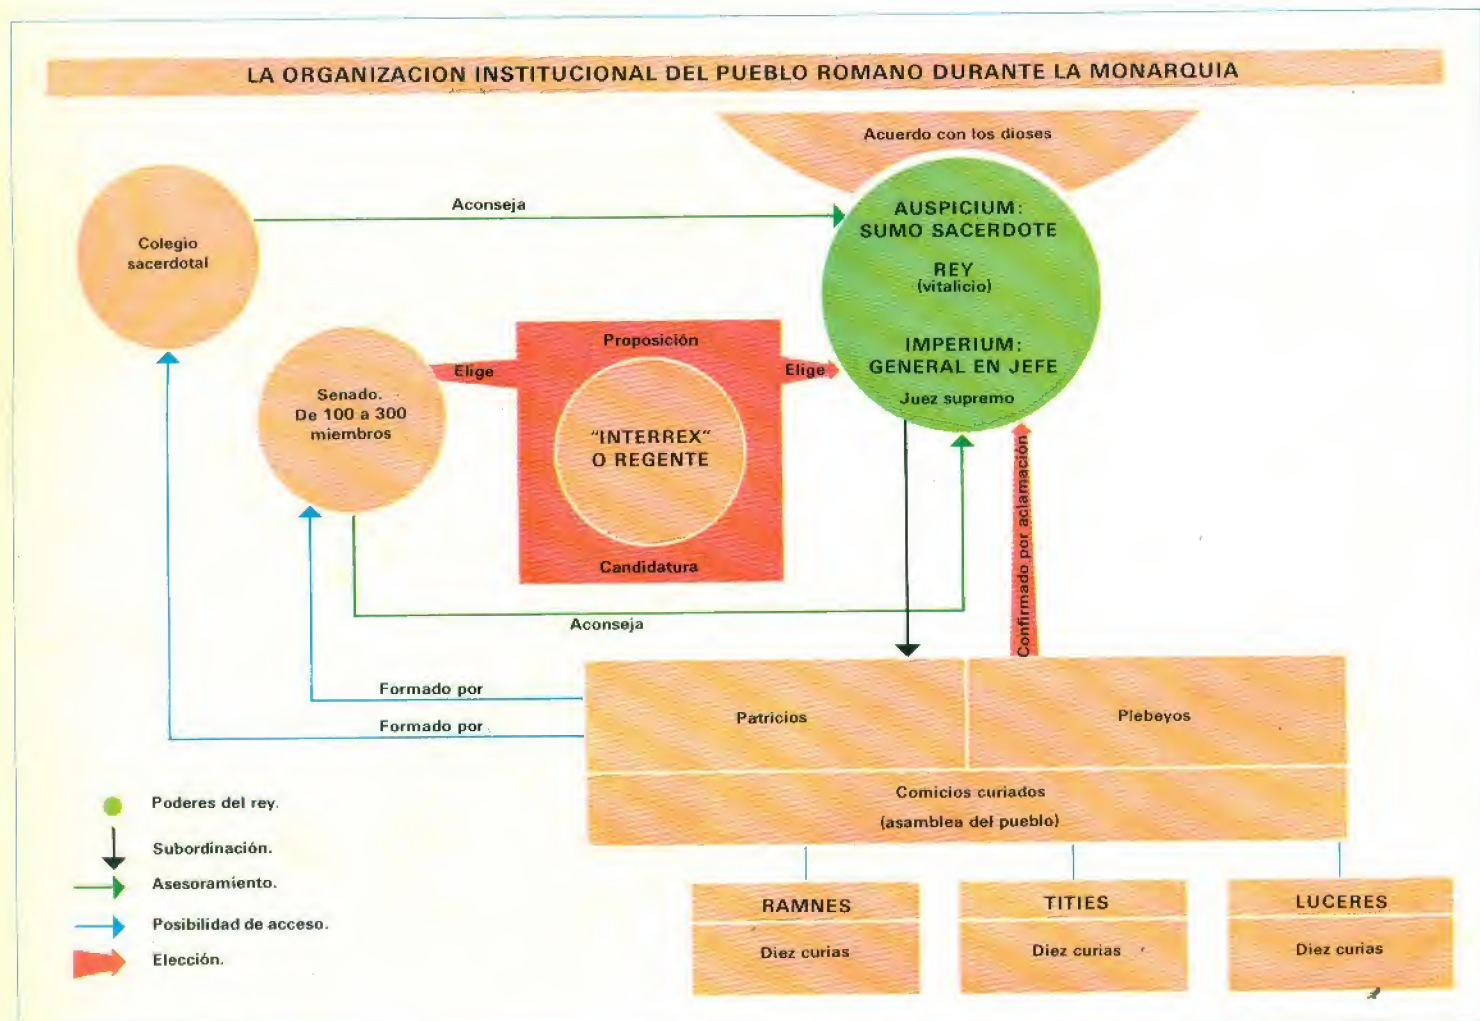 LA ORGANIZACION INSTITUCIONAL DEL PUEBLO ROMANO DURANTE LA MONARQUIA
Acuerdo con los dioses
Aconseja
Colegio
sacerdotal
AUSPICIUM:
SUMO SACERDOTE
REY
(vitalicio)
IMPERIUM:
GENERAL EN JEFE
Juez supremo
Senado.
De 100 a 300
miembros
Elige
Proposición
"INTERREX"
O REGENTE
Candidatura
Elige
Confirmado por aclamación
Aconseja
Formado por
Formado por
Patricios
Plebeyos
Comicios curiados
(asamblea del pueblo)
RAMNES
Diez curias
TITIES
Diez curias
LUCERES
Diez curias
Poderes del rey.
Subordinación.
Asesoramiento.
Posibilidad de acceso.
Elección.